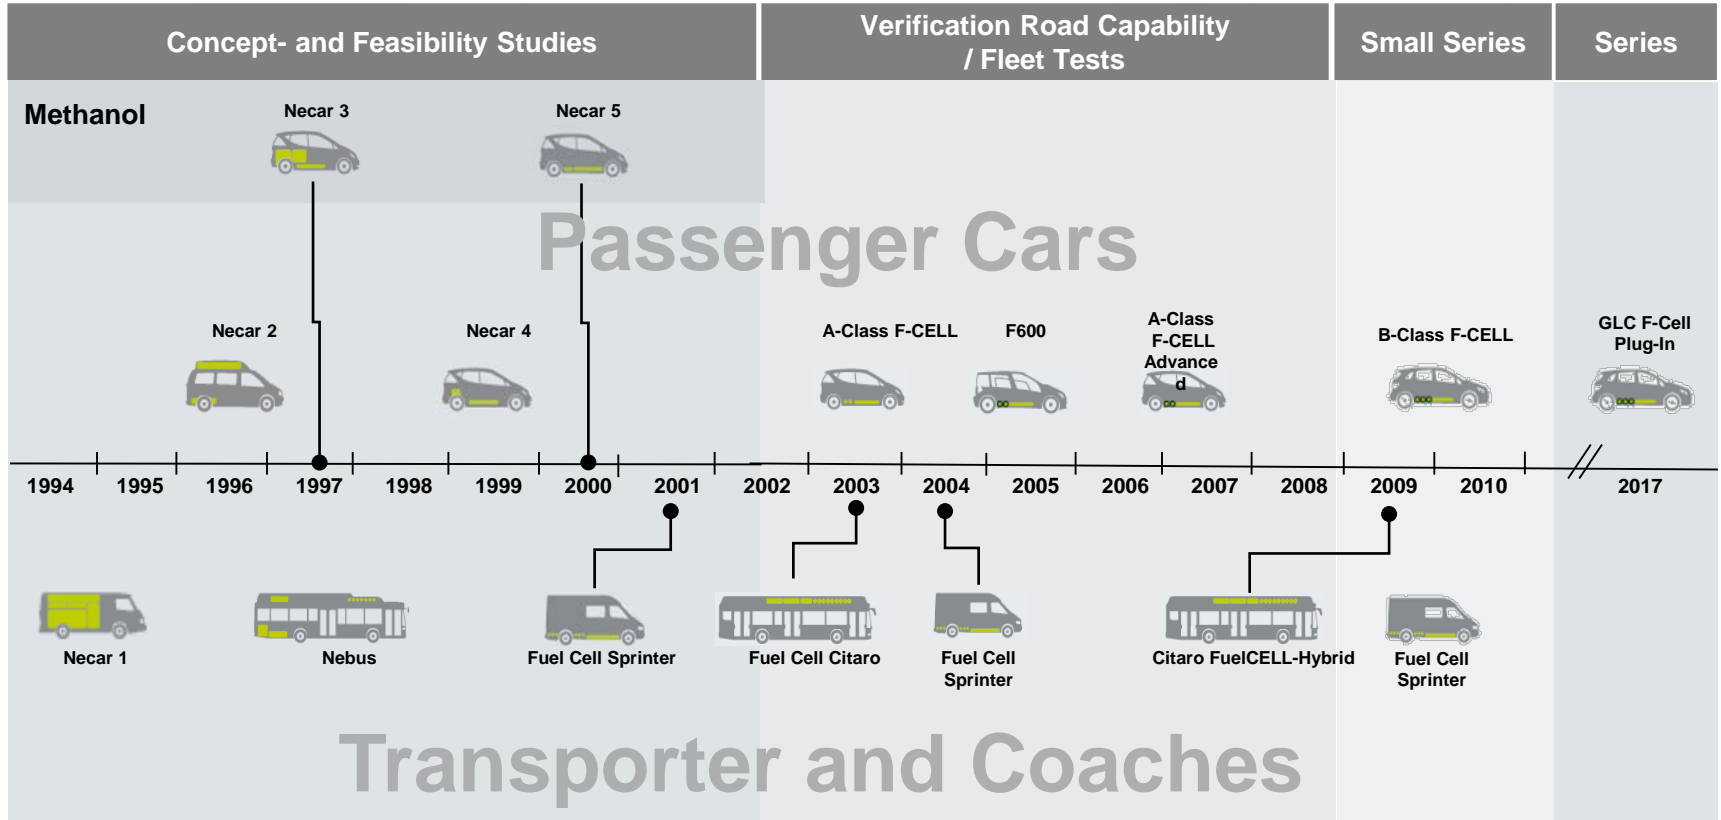 Concept- and Feasibility Studies
Verification Road Capability
/ Fleet Tests
Small Series
Series
Methanol
Necar 3
Necar 5
Passenger Cars
Necar 2
Necar 4
A-Class F-CELL
F600
A-Class
F-CELL
Advance
d
B-Class F-CELL
GLC F-Cell
Plug-In
1994 1995 1996 1997 1998 1999 2000 2001 2002 2003 2004 2005 2006 2007 2008 2009 2010 2017
Necar 1
Nebus
Fuel Cell Sprinter
Fuel Cell Citaro
Fuel Cell
Sprinter
Citaro FuelCELL-Hybrid
Fuel Cell
Sprinter
Transporter and Coaches